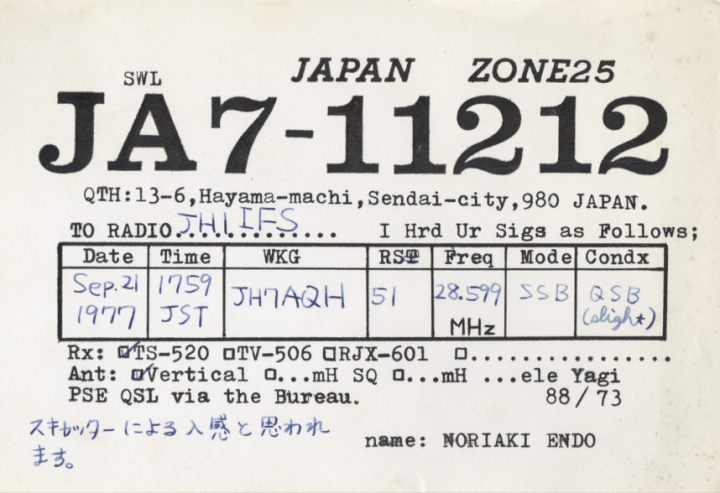 JAPAN ZONE25
SWL
JA7-11212
QTH:13-6,Hayama-machi,Sendai-city,980 JAPAN.
TO RADIO JH1IFS I Hrd Ur Sigs as Follows;
Date Time WKG RST Freq Mode Condx
Sep.21 1759 JH7AQH 51 28.599 SSB QSB
1977 JST MHz (slight)
Rx: ☑TS-520 □TV-506 □RJX-601 □................
Ant: ☑Vertical □...mH SQ □...mH ...ele Yagi
PSE QSL via the Bureau. 88/73
スキャッターによる入感と思われ
ます。
name: NORIAKI ENDO